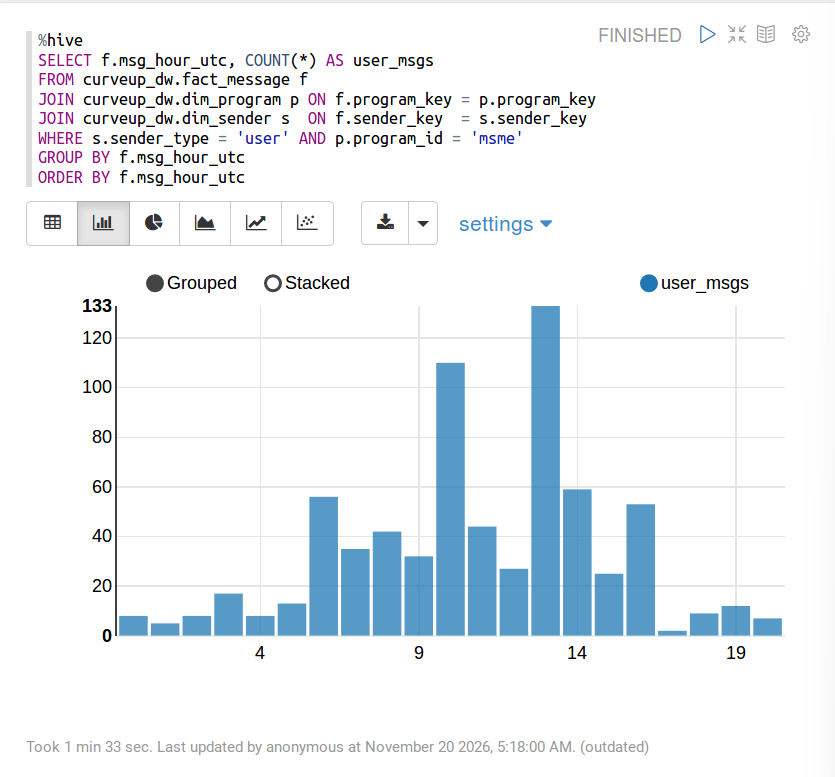 FINISHED
%hive
SELECT f.msg_hour_utc, COUNT(*) AS user_msgs
FROM curveup_dw.fact_message f
JOIN curveup_dw.dim_program p ON f.program_key = p.program_key
JOIN curveup_dw.dim_sender s  ON f.sender_key  = s.sender_key
WHERE s.sender_type = 'user' AND p.program_id = 'msme'
GROUP BY f.msg_hour_utc
ORDER BY f.msg_hour_utc
settings
Grouped Stacked user_msgs
133
120
100
80
60
40
20
0
4 9 14 19
Took 1 min 33 sec. Last updated by anonymous at November 20 2026, 5:18:00 AM. (outdated)